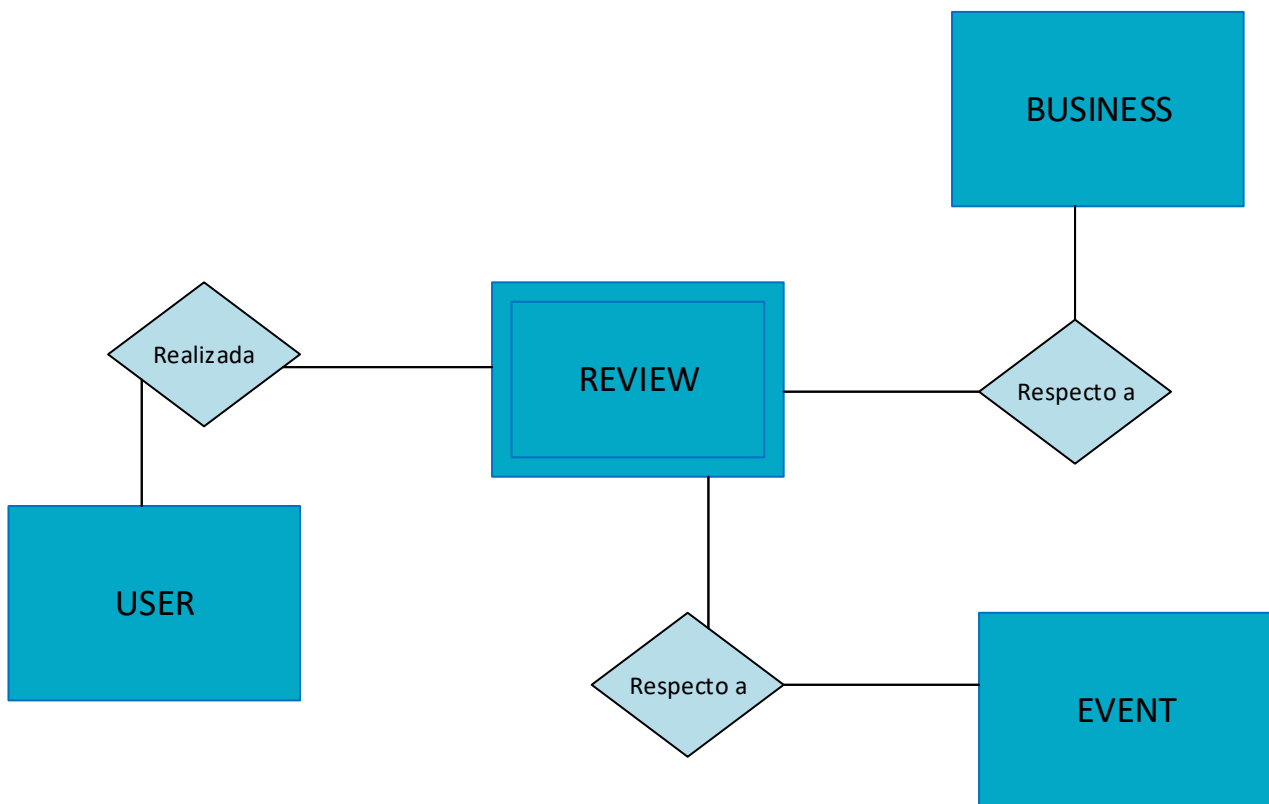 BUSINESS
Realizada
REVIEW
Respecto a
USER
Respecto a
EVENT